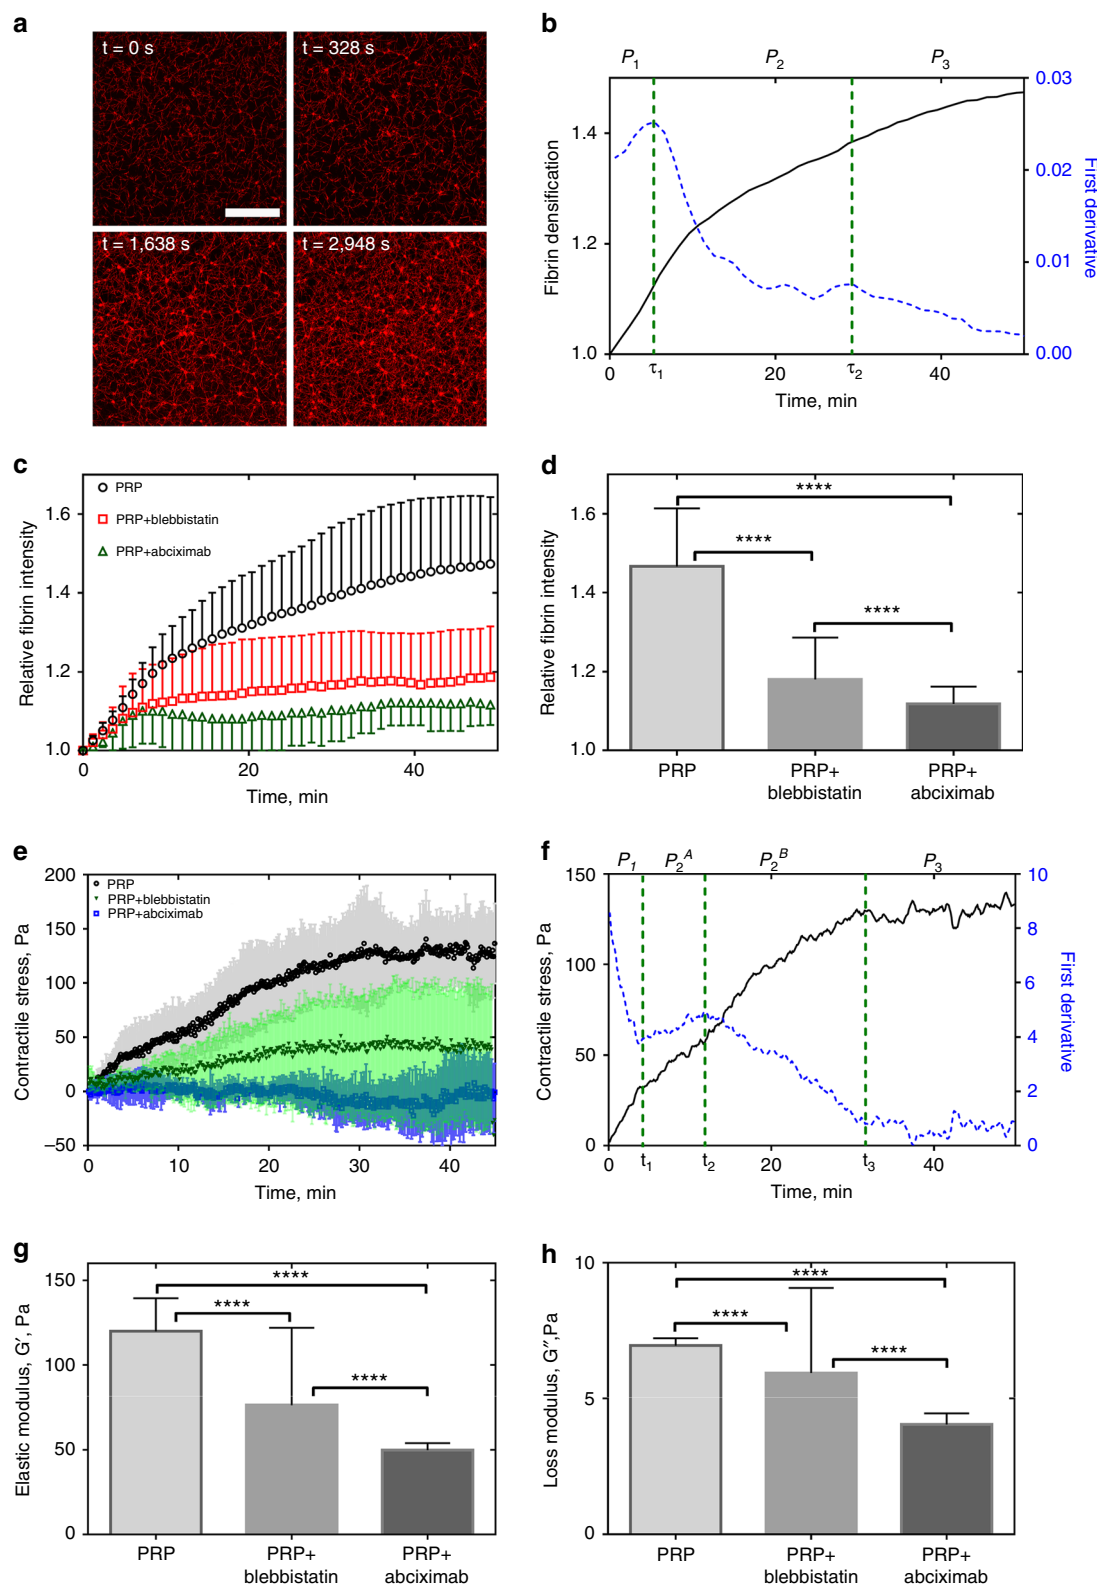 a
t = 0 s
t = 328 s
t = 1,638 s
t = 2,948 s
b
P1
P2
P3
1.4
1.2
1.0
Fibrin densification
0.03
0.02
0.01
0.00
First derivative
0
τ1
20
τ2
40
Time, min
c
PRP
PRP+blebbistatin
PRP+abciximab
1.6
1.4
1.2
1.0
Relative fibrin intensity
0
20
40
Time, min
d
****
****
****
1.6
1.4
1.2
1.0
Relative fibrin intensity
PRP
PRP+
blebbistatin
PRP+
abciximab
e
PRP
PRP+blebbistatin
PRP+abciximab
200
150
100
50
0
–50
Contractile stress, Pa
0
10
20
30
40
Time, min
f
P1
P2A
P2B
P3
150
100
50
0
Contractile stress, Pa
10
8
6
4
2
0
First derivative
0
t1
t2
20
t3
40
Time, min
g
****
****
****
150
100
50
0
Elastic modulus, G′, Pa
PRP
PRP+
blebbistatin
PRP+
abciximab
h
****
****
****
10
5
0
Loss modulus, G″,Pa
PRP
PRP+
blebbistatin
PRP+
abciximab